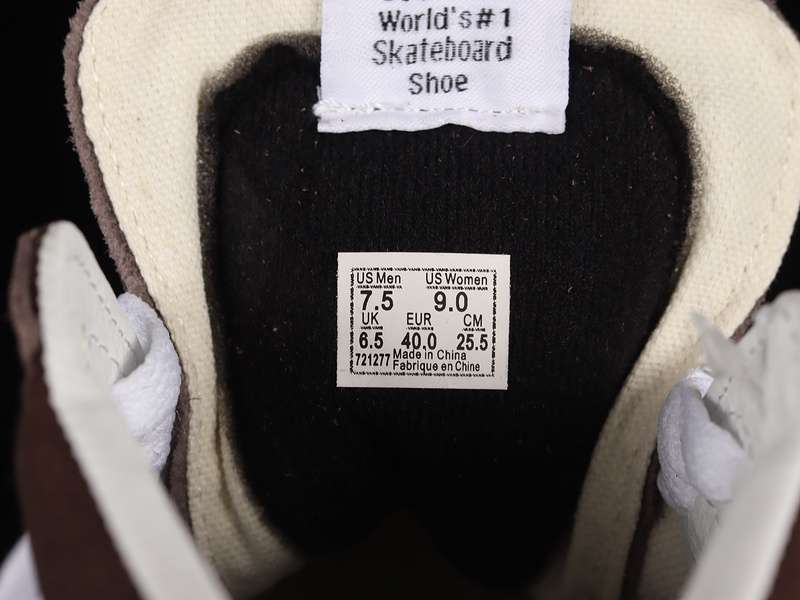 World's #1
Skateboard
Shoe
US Men US Women
7.5 9.0
UK EUR CM
6.5 40.0 25.5
721277 Made in China
Fabrique en Chine